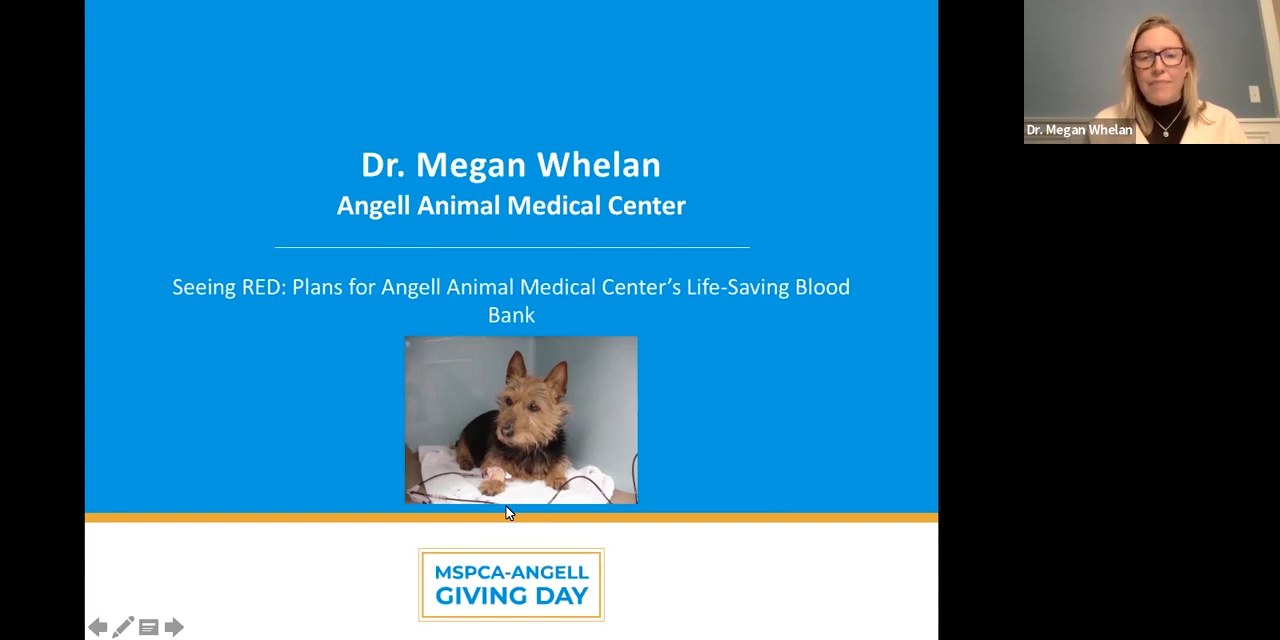 Dr. Megan Whelan
Angell Animal Medical Center
Seeing RED: Plans for Angell Animal Medical Center’s Life-Saving Blood
Bank
MSPCA-ANGELL
GIVING DAY
Dr. Megan Whelan